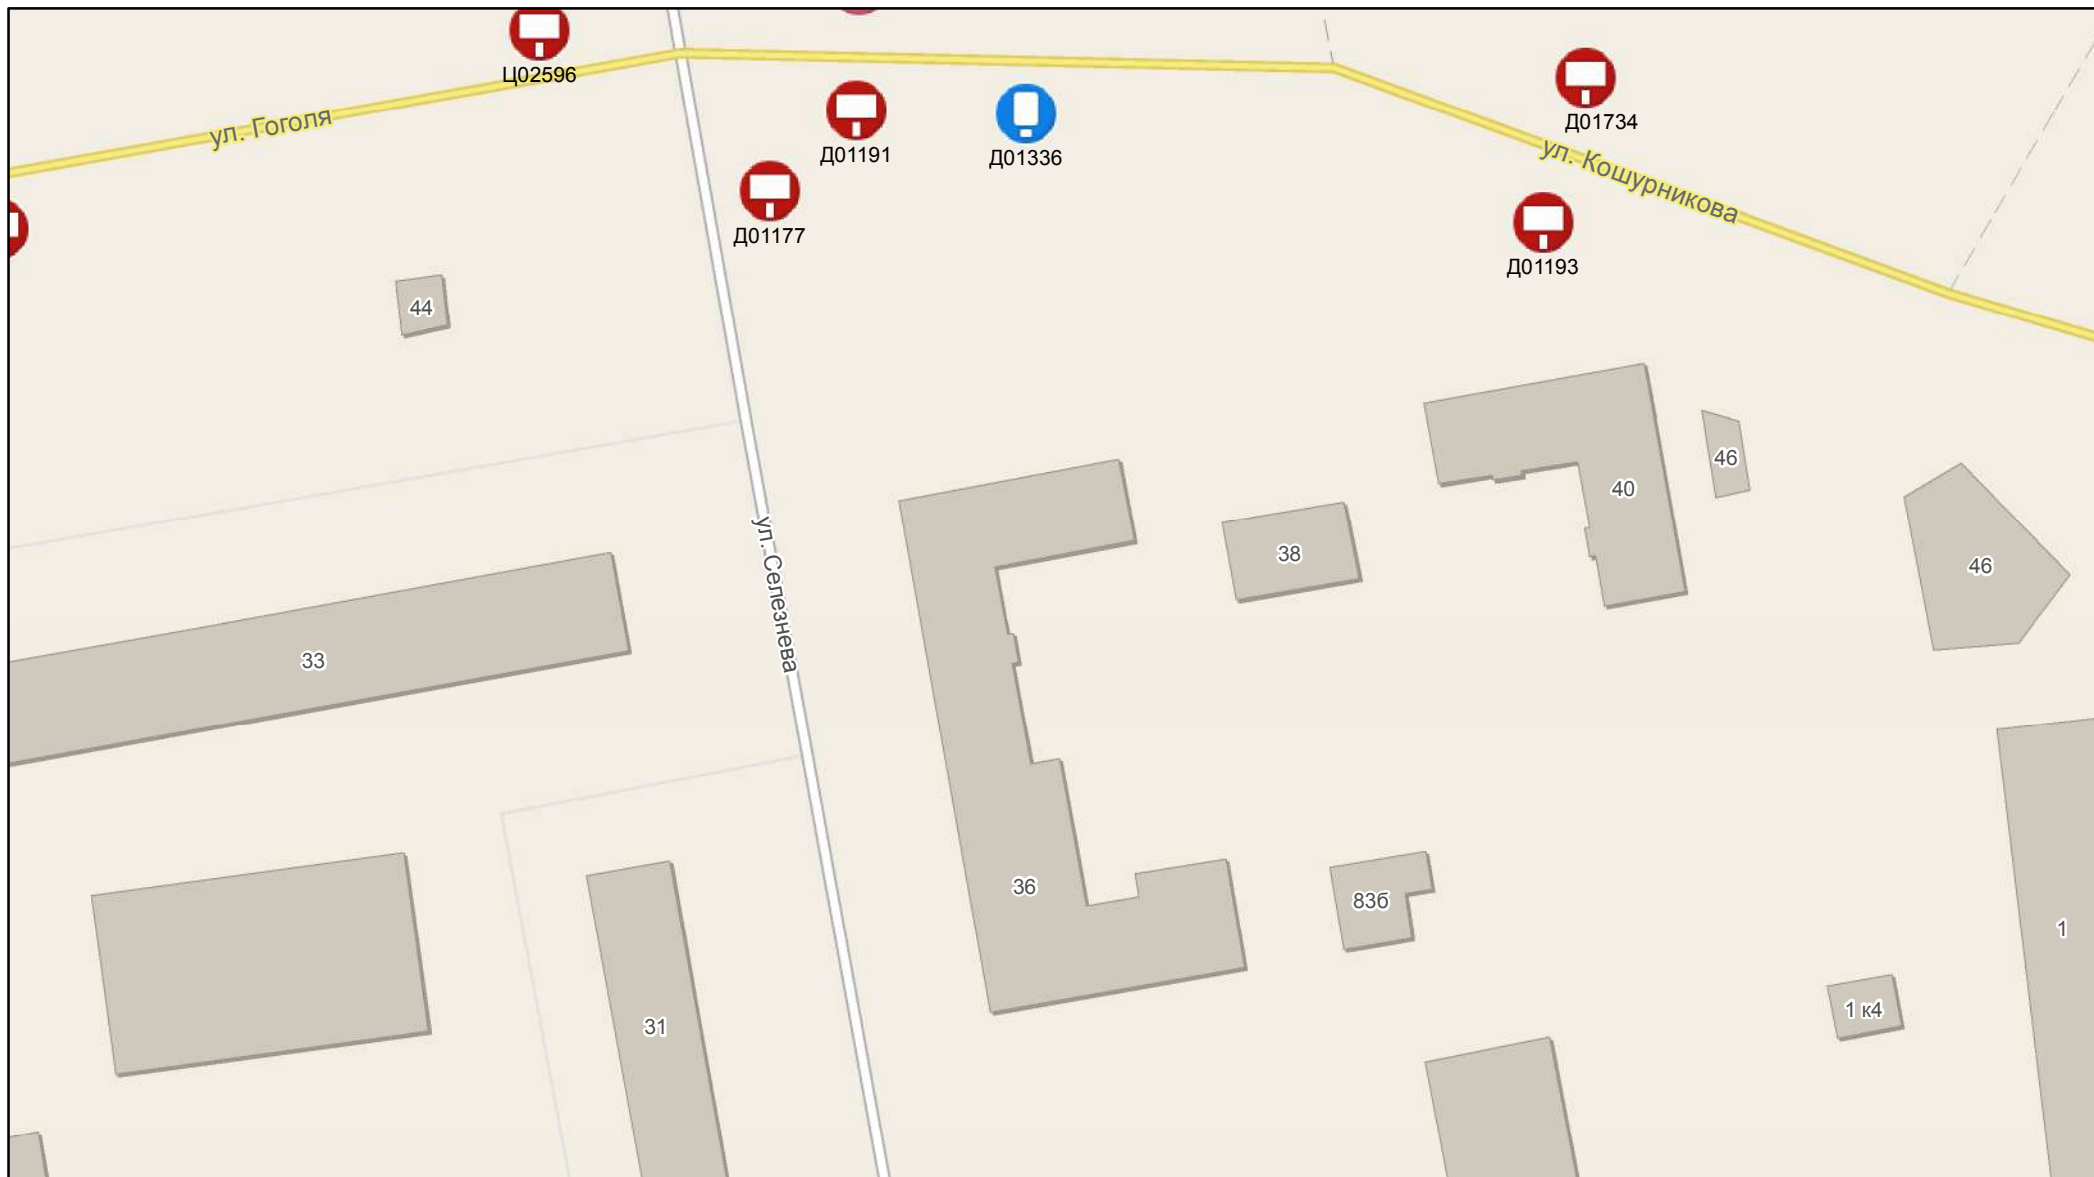 Ц02596
ул. Гоголя
Д01191
Д01336
Д01734
ул. Кошурникова
Д01177
Д01193
44
46
40
38
46
ул. Селезнева
33
36
83б
1
31
1 к4